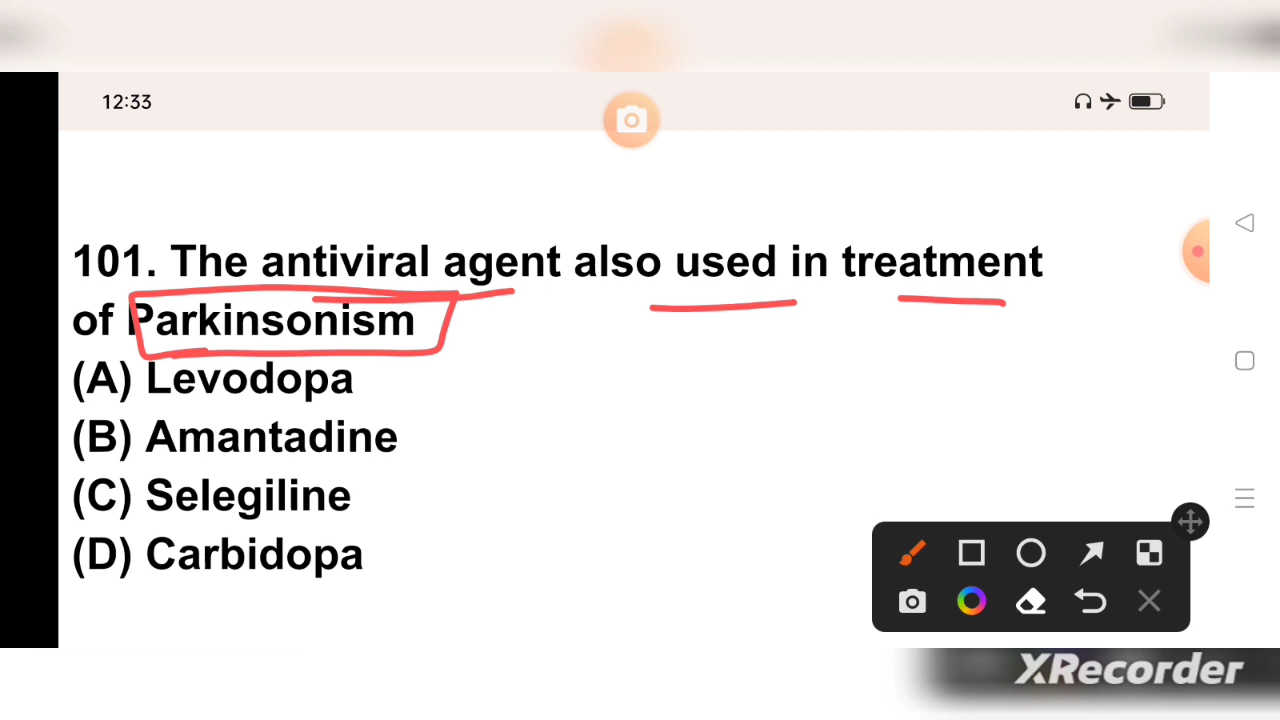 12:33
101. The antiviral agent also used in treatment
of Parkinsonism
(A) Levodopa
(B) Amantadine
(C) Selegiline
(D) Carbidopa
XRecorder